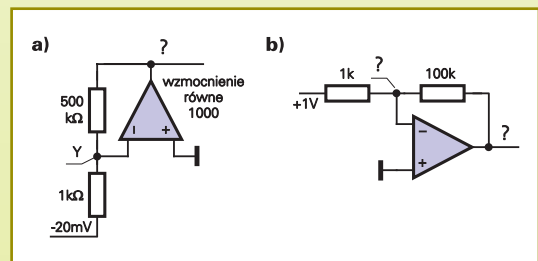 a)
?
wzmocnienie
równe
1000
500
kΩ
Y
1kΩ
-20mV
b)
?
1k
100k
+1V
?